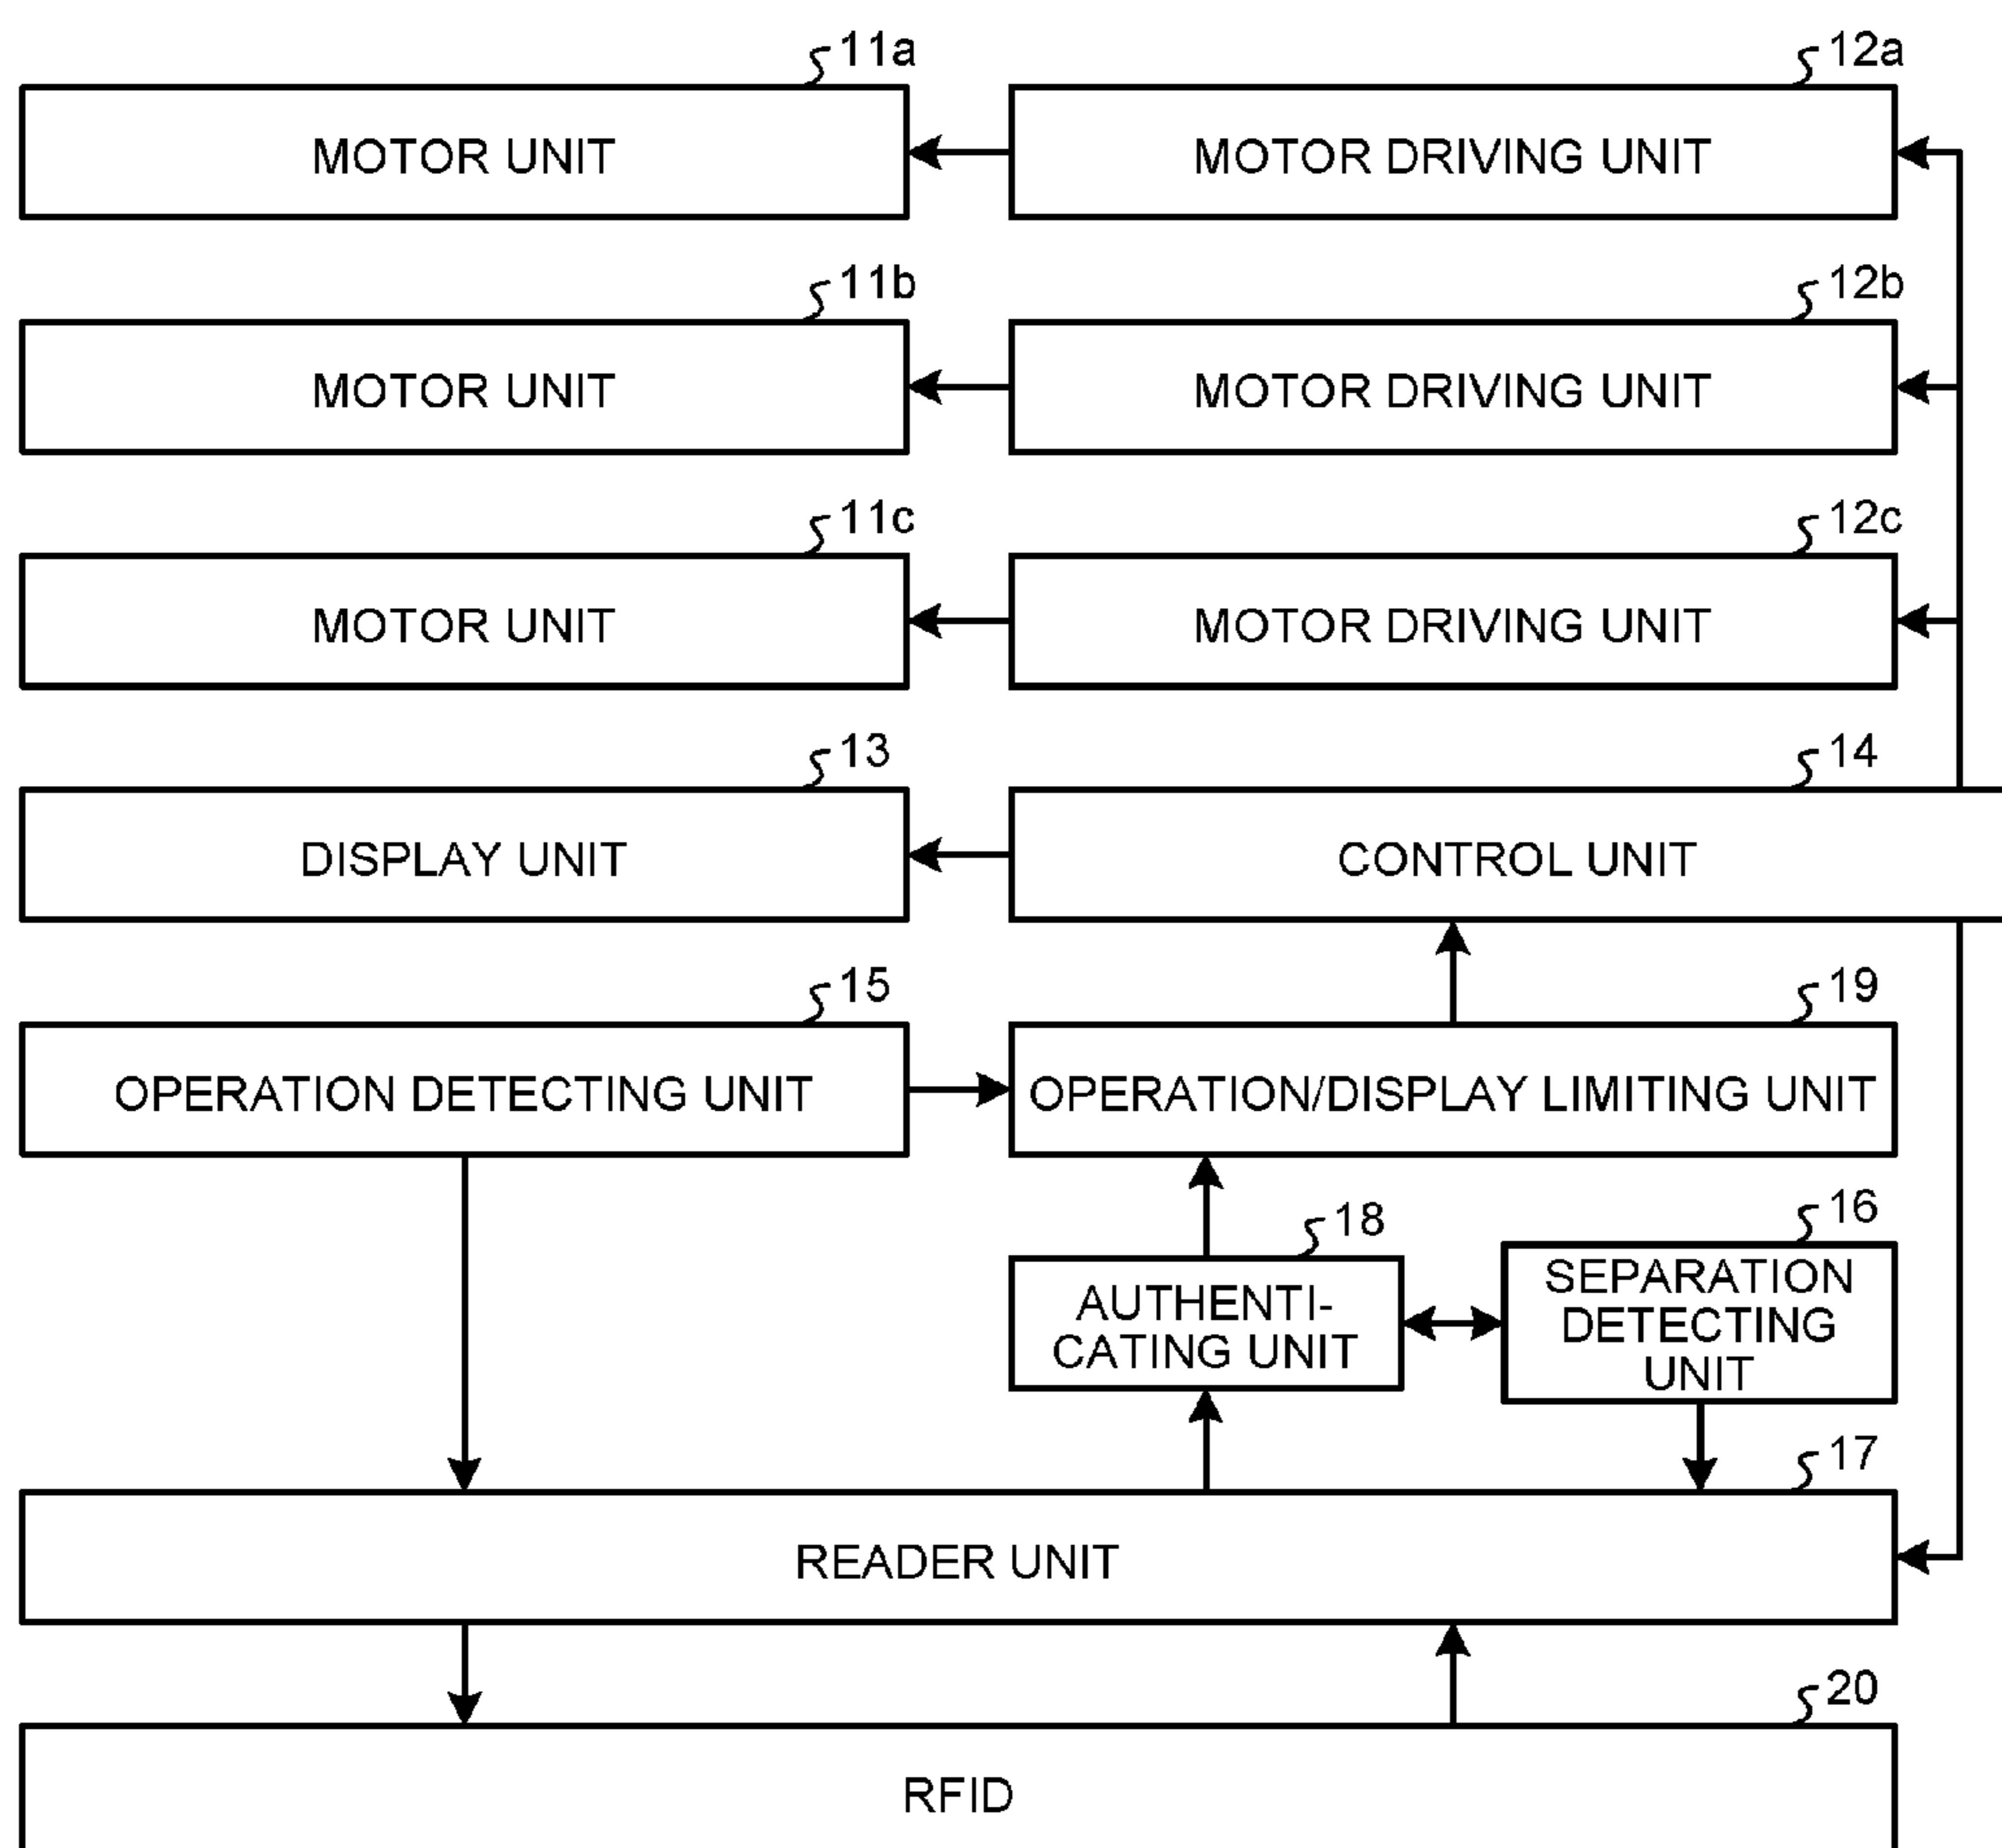 11a
12a
MOTOR UNIT
MOTOR DRIVING UNIT
11b
12b
MOTOR UNIT
MOTOR DRIVING UNIT
11c
12c
MOTOR UNIT
MOTOR DRIVING UNIT
13
14
DISPLAY UNIT
CONTROL UNIT
15
19
OPERATION DETECTING UNIT
OPERATION/DISPLAY LIMITING UNIT
18
16
AUTHENTI-
CATING UNIT
SEPARATION
DETECTING
UNIT
17
READER UNIT
20
RFID